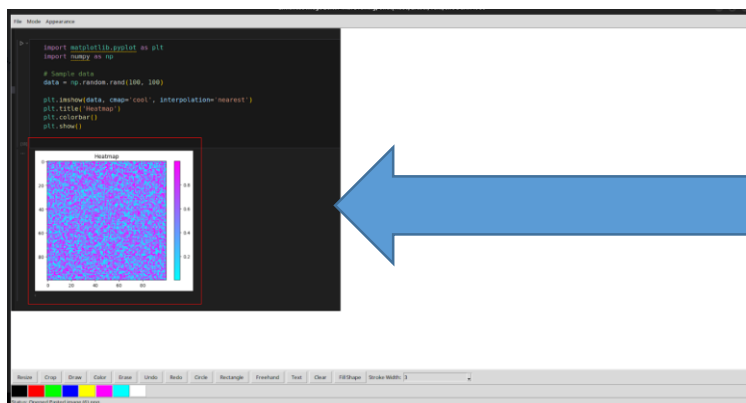 File Mode Appearance
import matplotlib.pyplot as plt
import numpy as np
# Sample data
data = np.random.rand(100, 100)
plt.imshow(data, cmap='cool', interpolation='nearest')
plt.title('Heatmap')
plt.colorbar()
plt.show()
Heatmap
0
20
40
60
80
0 20 40 60 80
0.8
0.6
0.4
0.2
Resize Crop Draw Color Erase Undo Redo Circle Rectangle Freehand Text Clear FillShape Stroke Width: 3